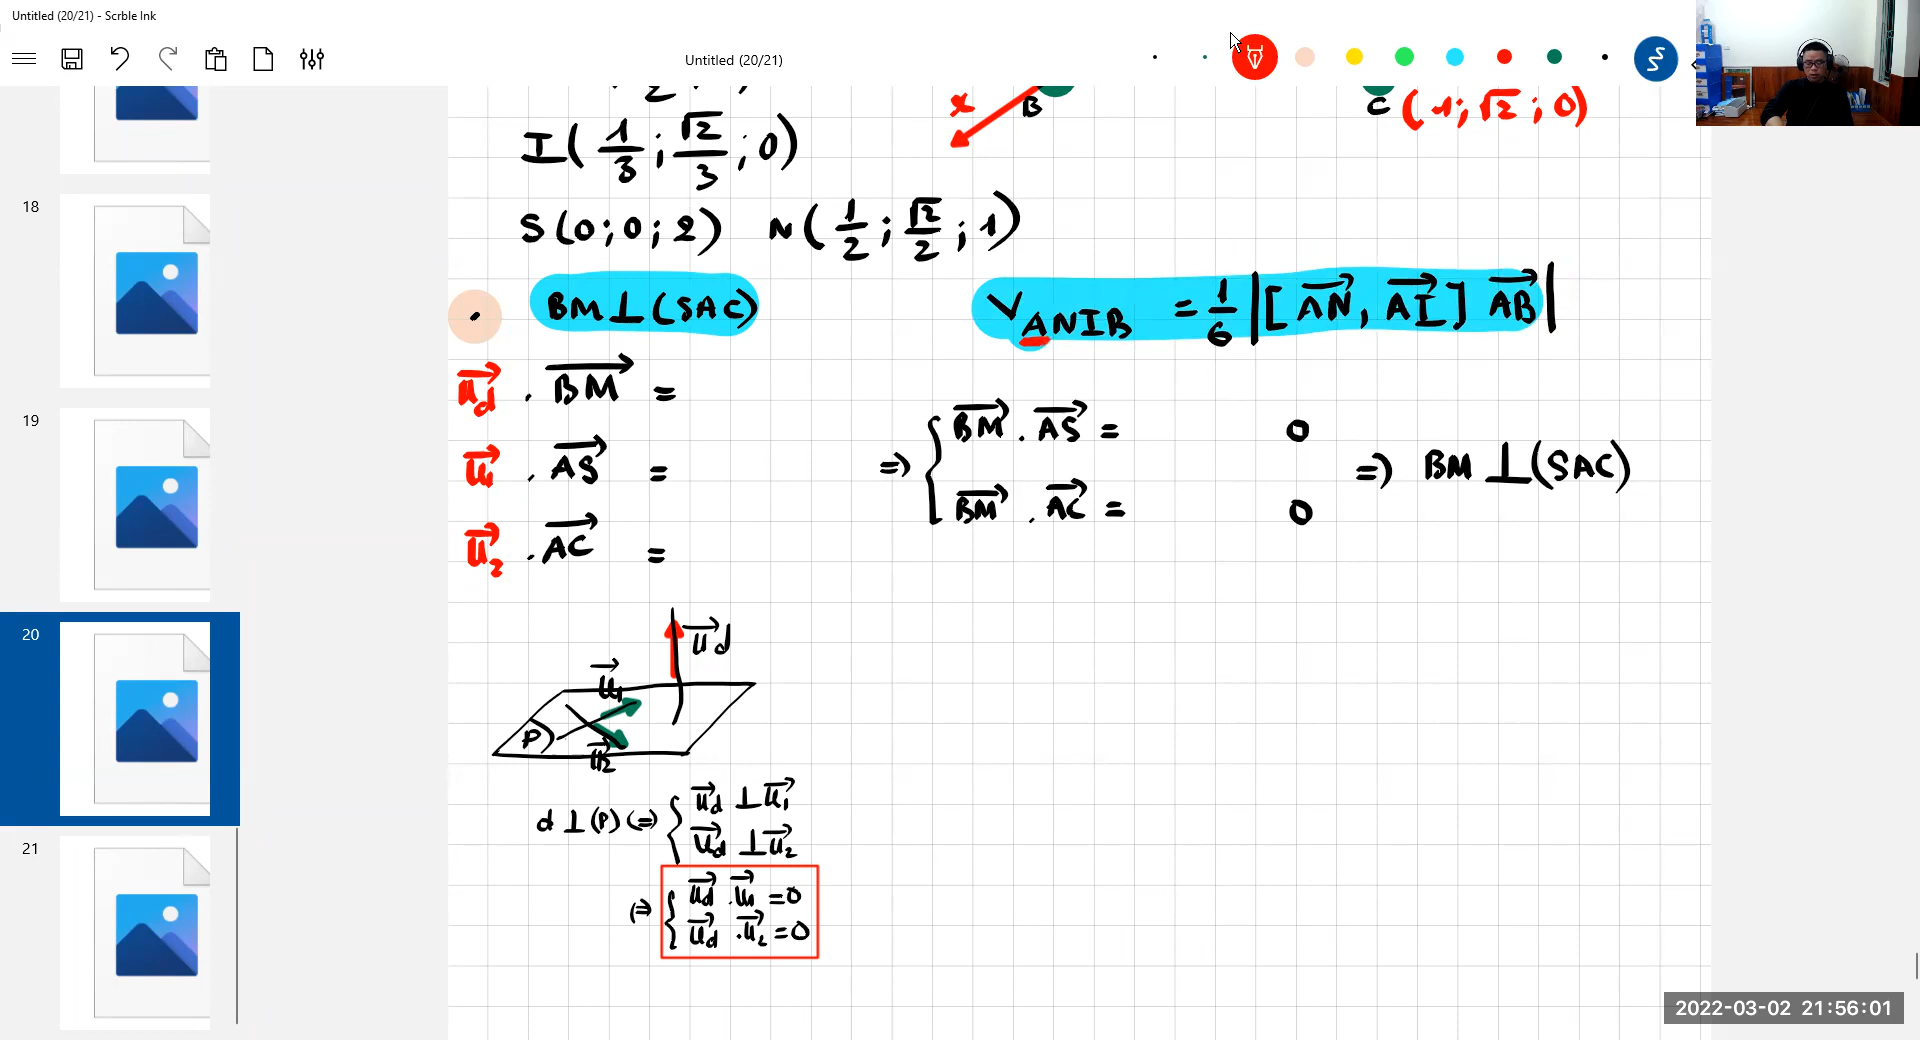 Untitled (20/21) - Scrble Ink
Untitled (20/21)
18
19
20
21
x
B
C (1; √2; 0)
I(1/3; √2/3; 0)
S(0; 0; 2) N(1/2; √2/2; 1)
BM ⊥ (SAC)
V_ANIB = 1/6 |[AN→, AI→] AB→|
u_d→ . BM→ =
u_1→ . AS→ =
u_2→ . AC→ =
=> { BM→ . AS→ = 0
BM→ . AC→ = 0
=> BM ⊥ (SAC)
u→d
u_1→
P)
u_2→
d ⊥ (P) (=> { u_d→ ⊥ u_1→
u_d→ ⊥ u_2→
(=> { u_d→ . u_1→ = 0
u_d→ . u_2→ = 0
2022-03-02 21:56:01